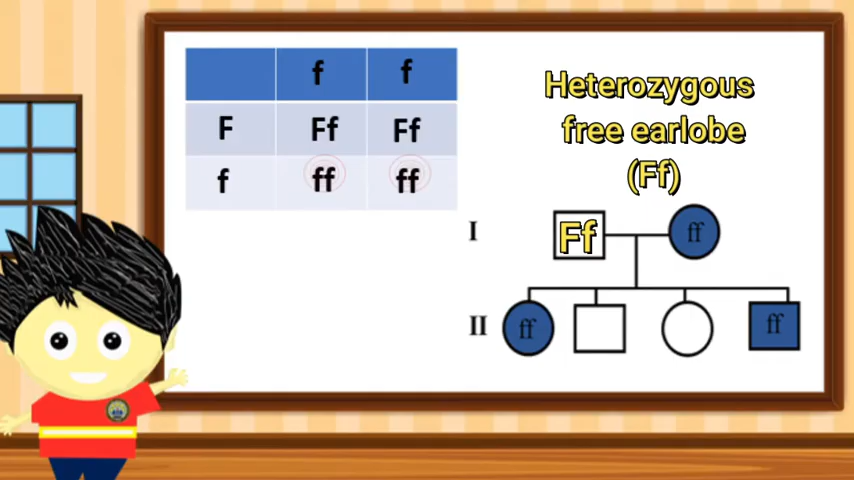 f f
F Ff Ff
f ff ff
Heterozygous
free earlobe
(Ff)
I Ff ff
II ff ff